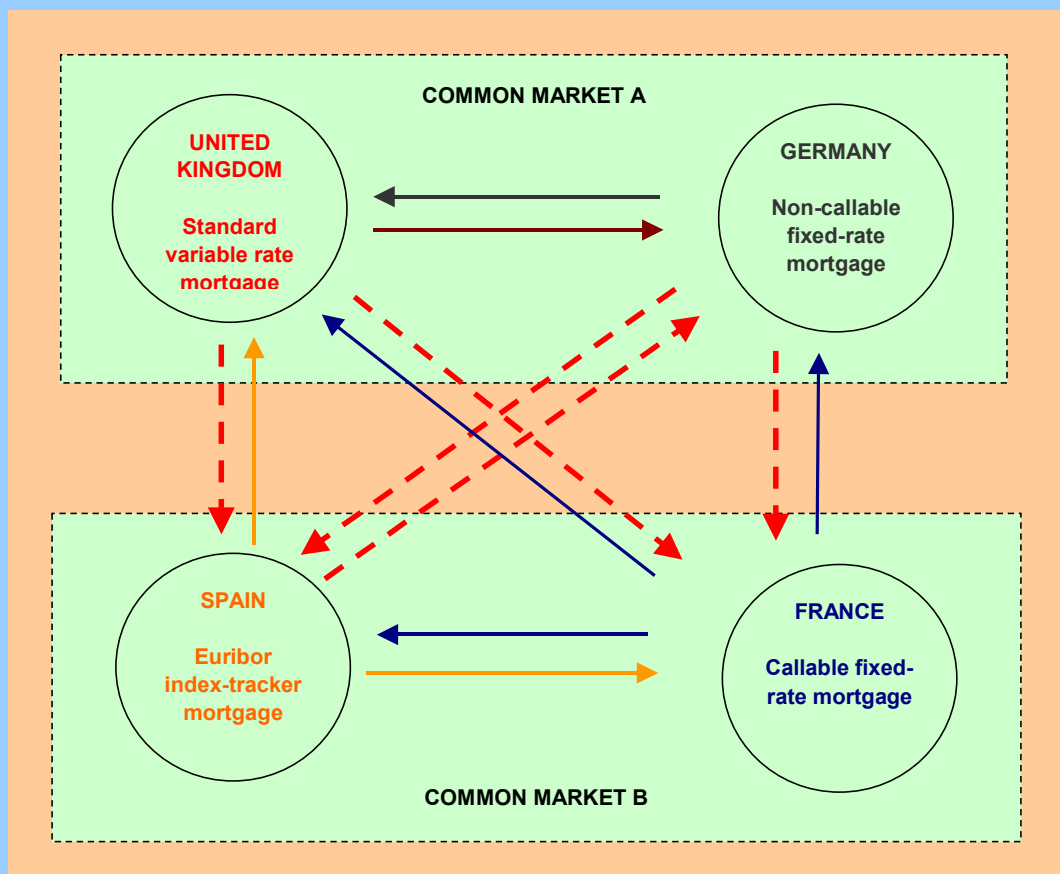 COMMON MARKET A
UNITED
KINGDOM
Standard
variable rate
mortgage
GERMANY
Non-callable
fixed-rate
mortgage
SPAIN
Euribor
index-tracker
mortgage
FRANCE
Callable fixed-
rate mortgage
COMMON MARKET B